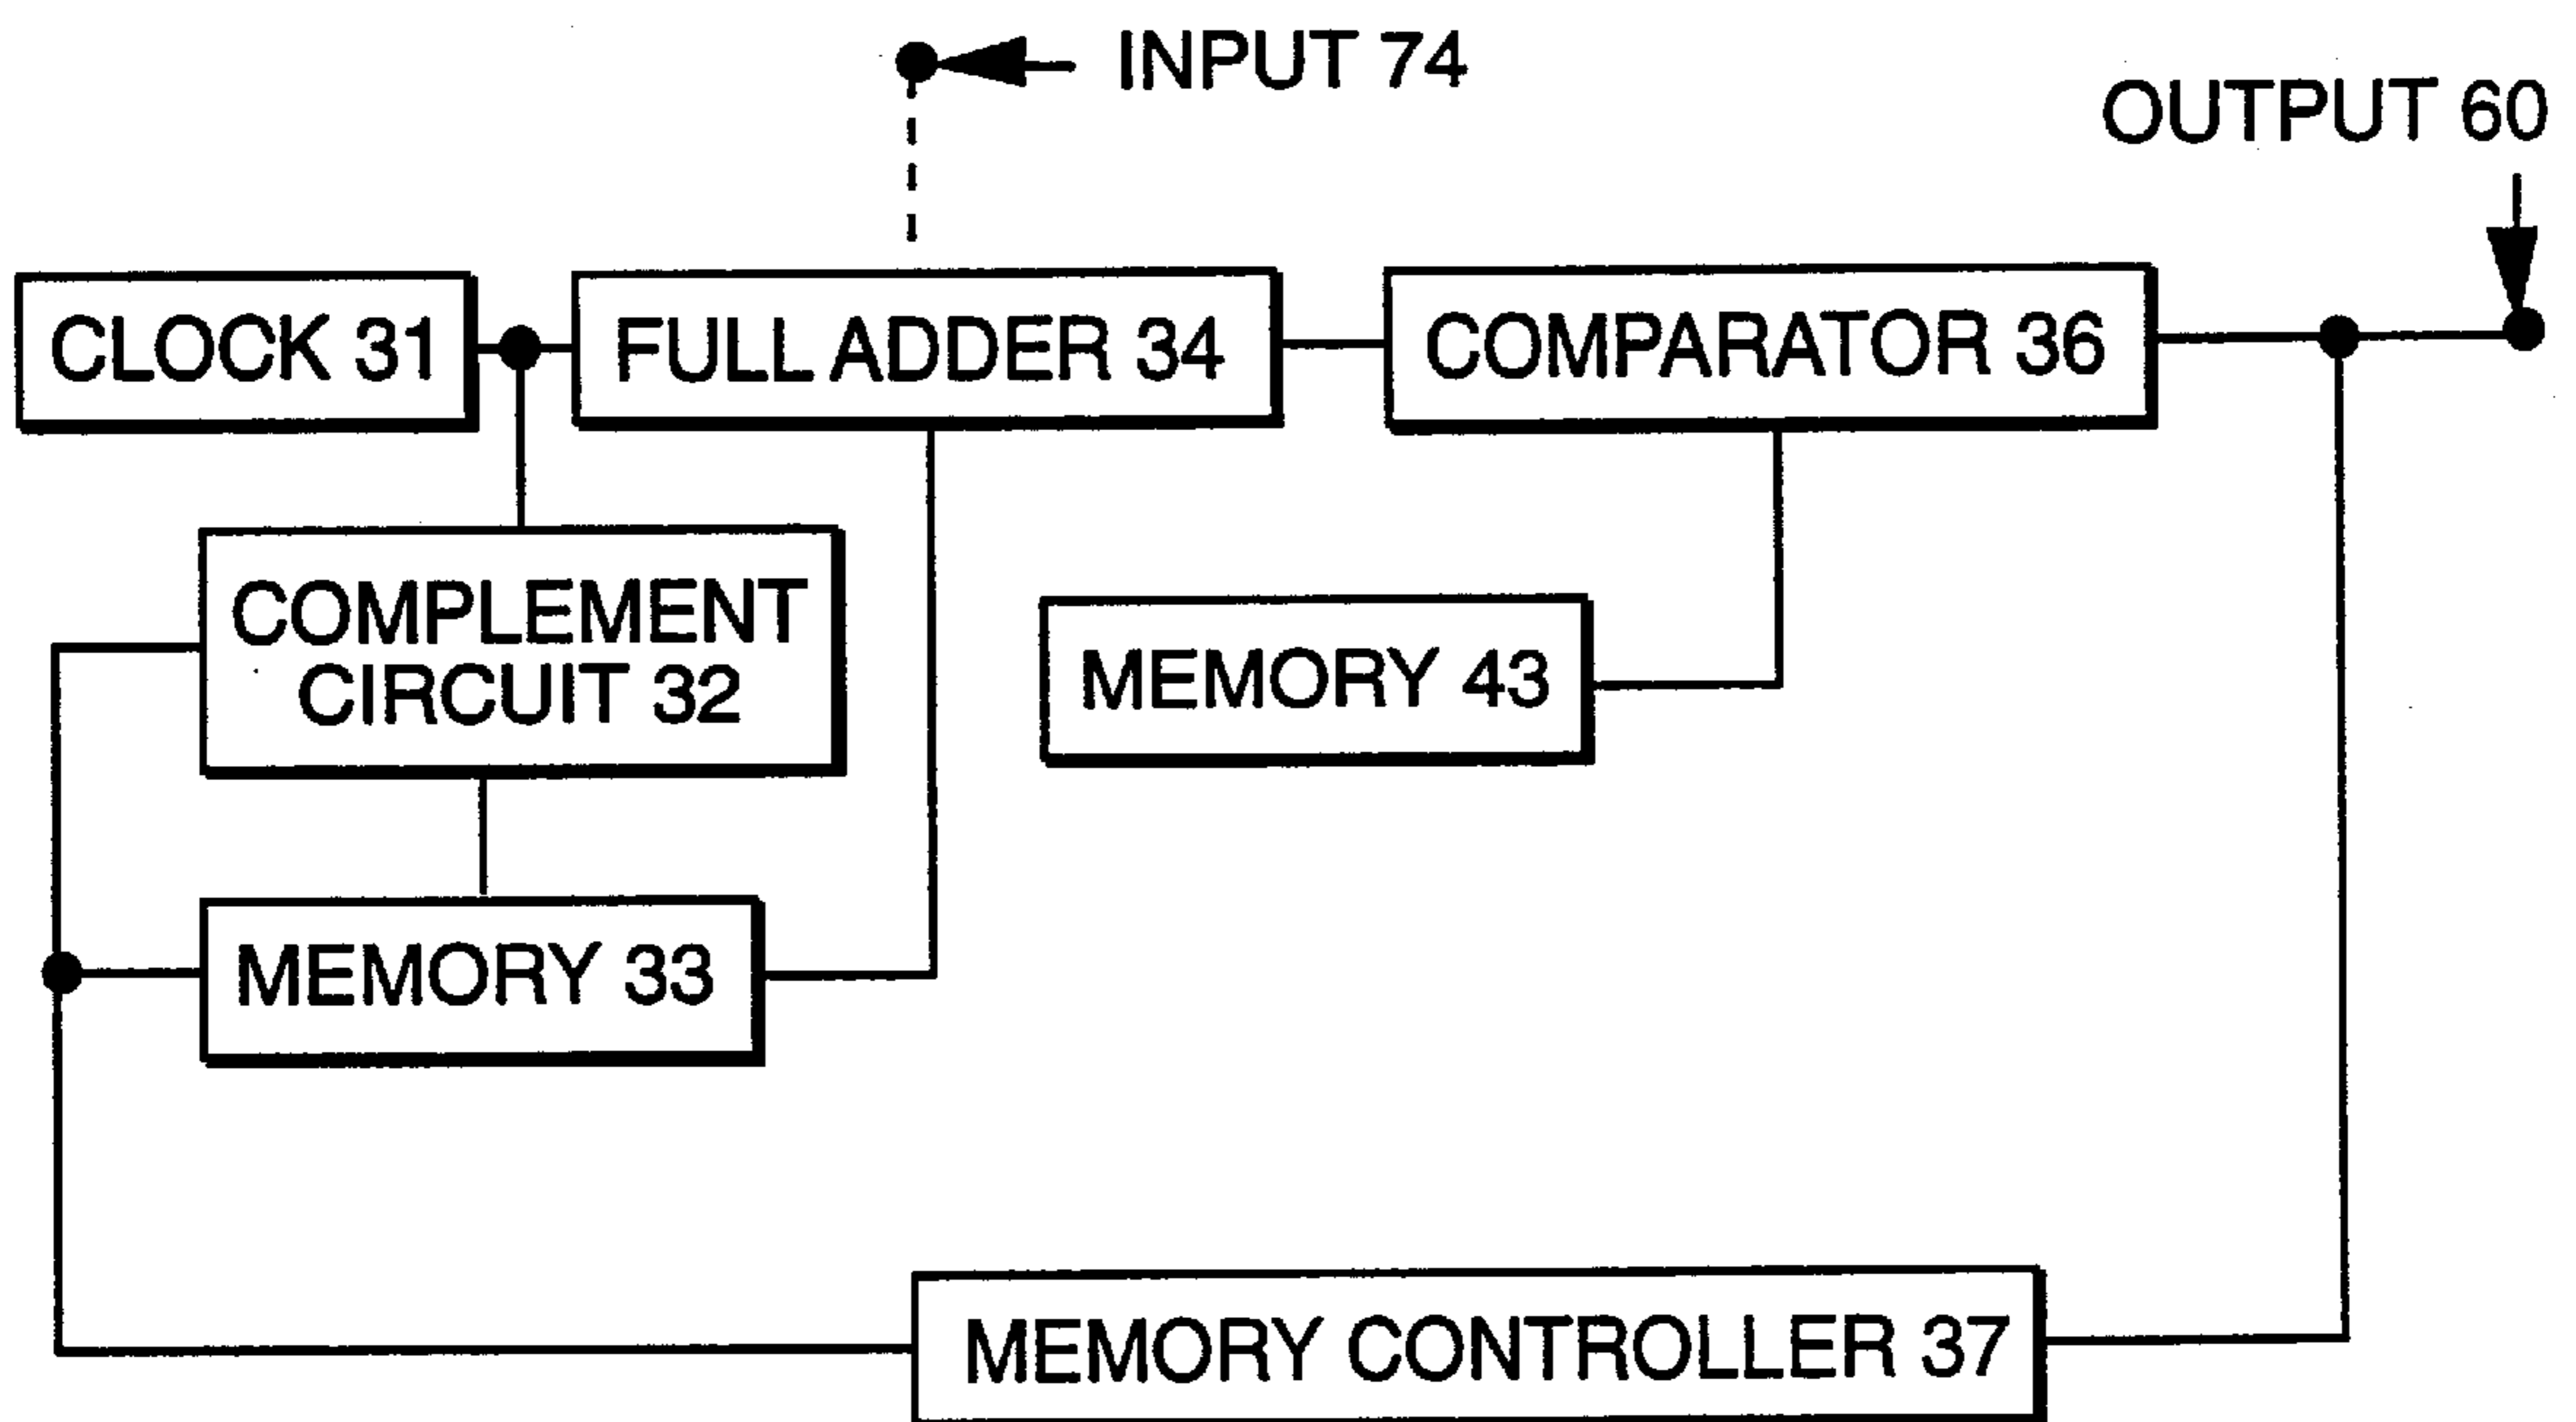 INPUT 74
OUTPUT 60
CLOCK 31
FULL ADDER 34
COMPARATOR 36
COMPLEMENT
CIRCUIT 32
MEMORY 43
MEMORY 33
MEMORY CONTROLLER 37